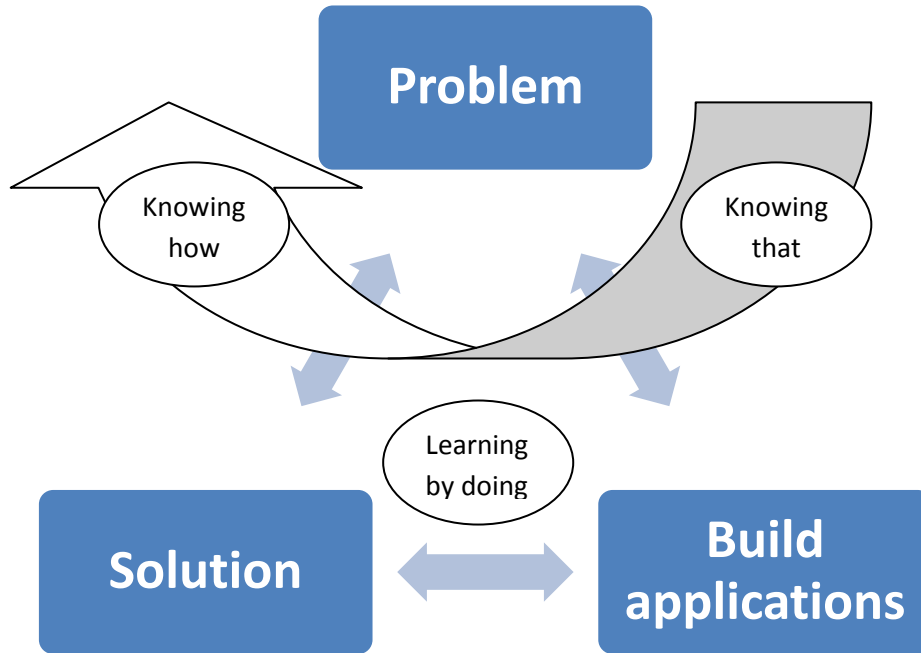 Problem
Knowing
how
Knowing
that
Learning
by doing
Solution
Build
applications